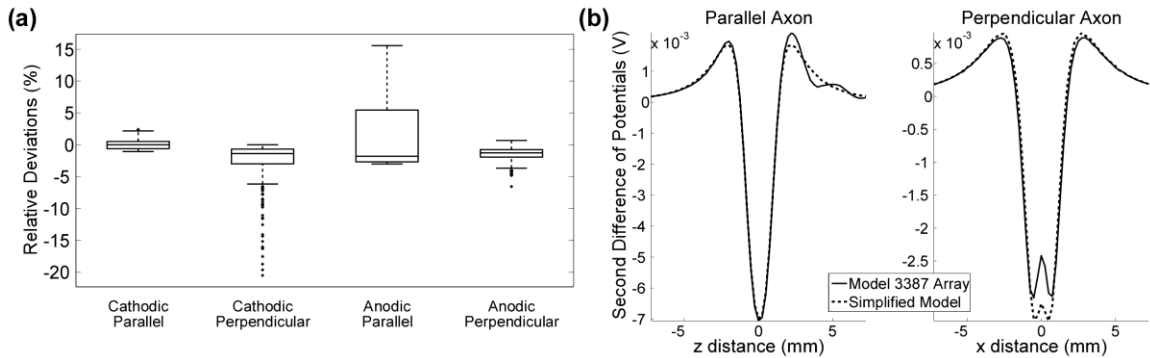 (a)
Relative Deviations (%)
15
10
5
0
-5
-10
-15
-20
Cathodic
Parallel
Cathodic
Perpendicular
Anodic
Parallel
Anodic
Perpendicular
(b)
Parallel Axon
x 10⁻³
Second Difference of Potentials (V)
1
0
-1
-2
-3
-4
-5
-6
-7
-5
0
5
z distance (mm)
Perpendicular Axon
x 10⁻³
0.5
0
-0.5
-1
-1.5
-2
-2.5
-5
0
5
x distance (mm)
Model 3387 Array
Simplified Model